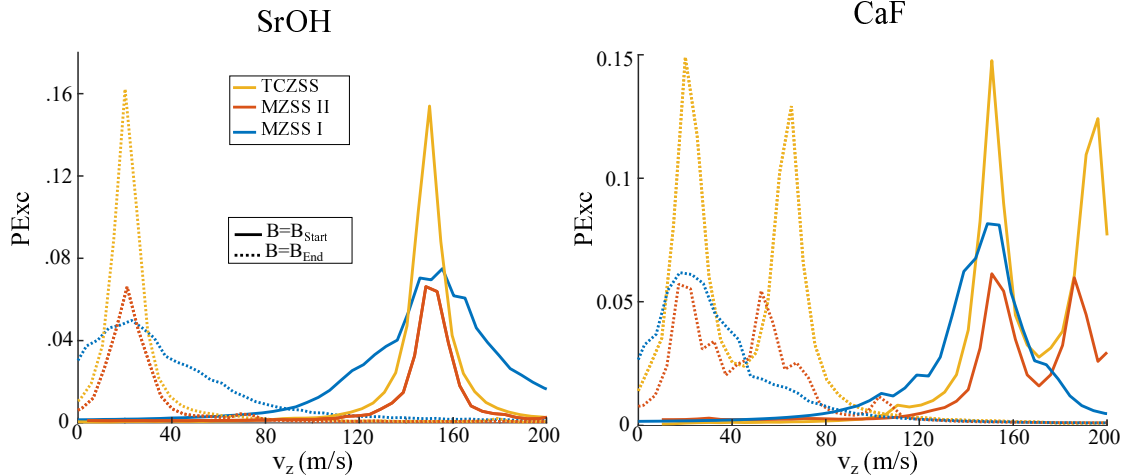 SrOH
PExc
.16
.12
.08
.04
0
TCZSS
MZSS II
MZSS I
B=BStart
B=BEnd
0 40 80 120 160 200
vz (m/s)
CaF
PExc
0.15
0.1
0.05
0
0 40 80 120 160 200
vz (m/s)